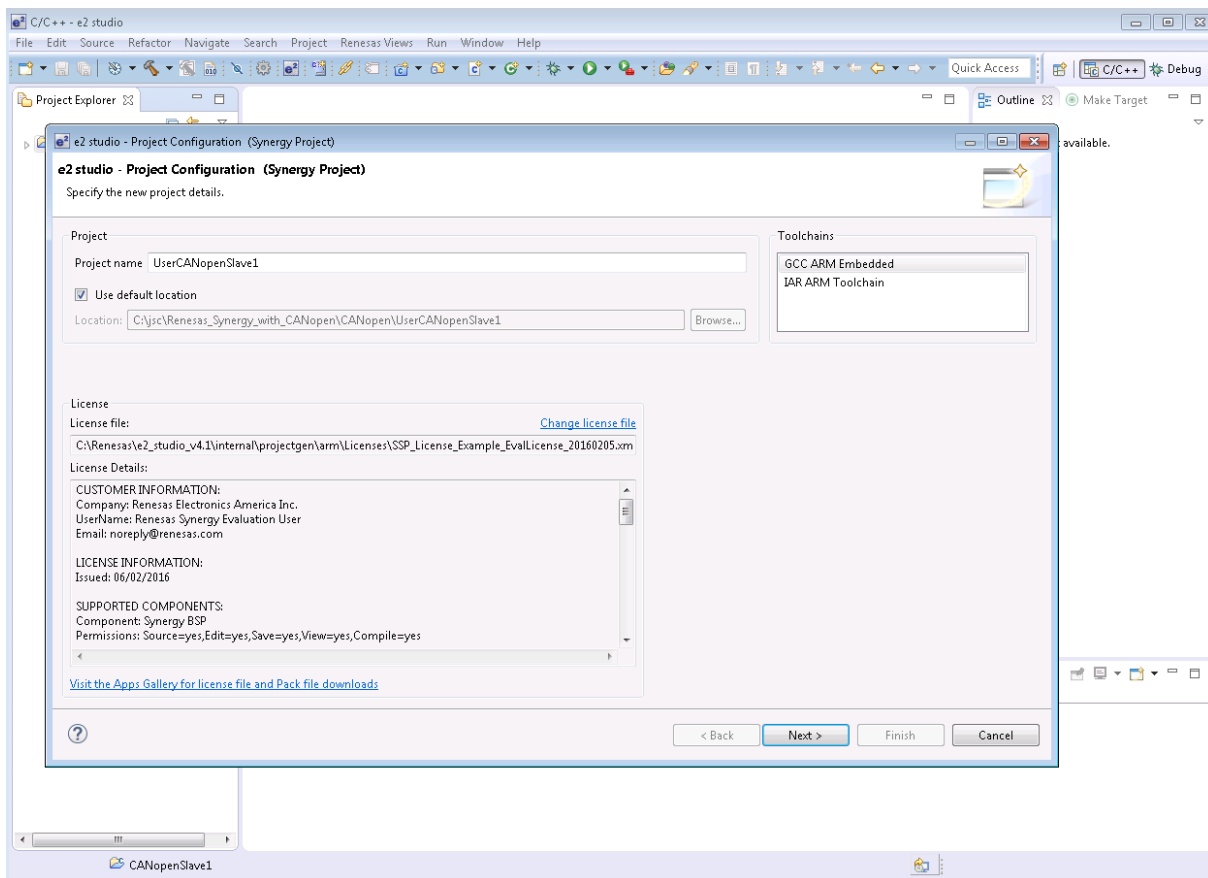 C/C++ - e2 studio
File Edit Source Refactor Navigate Search Project Renesas Views Run Window Help
Quick Access
C/C++
Debug
Project Explorer
Outline
Make Target
available.
e2 studio - Project Configuration (Synergy Project)
e2 studio - Project Configuration (Synergy Project)
Specify the new project details.
Project
Project name UserCANopenSlave1
Use default location
Location: C:\jsc\Renesas_Synergy_with_CANopen\CANopen\UserCANopenSlave1 Browse...
Toolchains
GCC ARM Embedded
IAR ARM Toolchain
License
License file: Change license file
C:\Renesas\e2_studio_v4.1\internal\projectgen\arm\Licenses\SSP_License_Example_EvalLicense_20160205.xm
License Details:
CUSTOMER INFORMATION:
Company: Renesas Electronics America Inc.
UserName: Renesas Synergy Evaluation User
Email: noreply@renesas.com
LICENSE INFORMATION:
Issued: 06/02/2016
SUPPORTED COMPONENTS:
Component: Synergy BSP
Permissions: Source=yes,Edit=yes,Save=yes,View=yes,Compile=yes
Visit the Apps Gallery for license file and Pack file downloads
< Back Next > Finish Cancel
CANopenSlave1